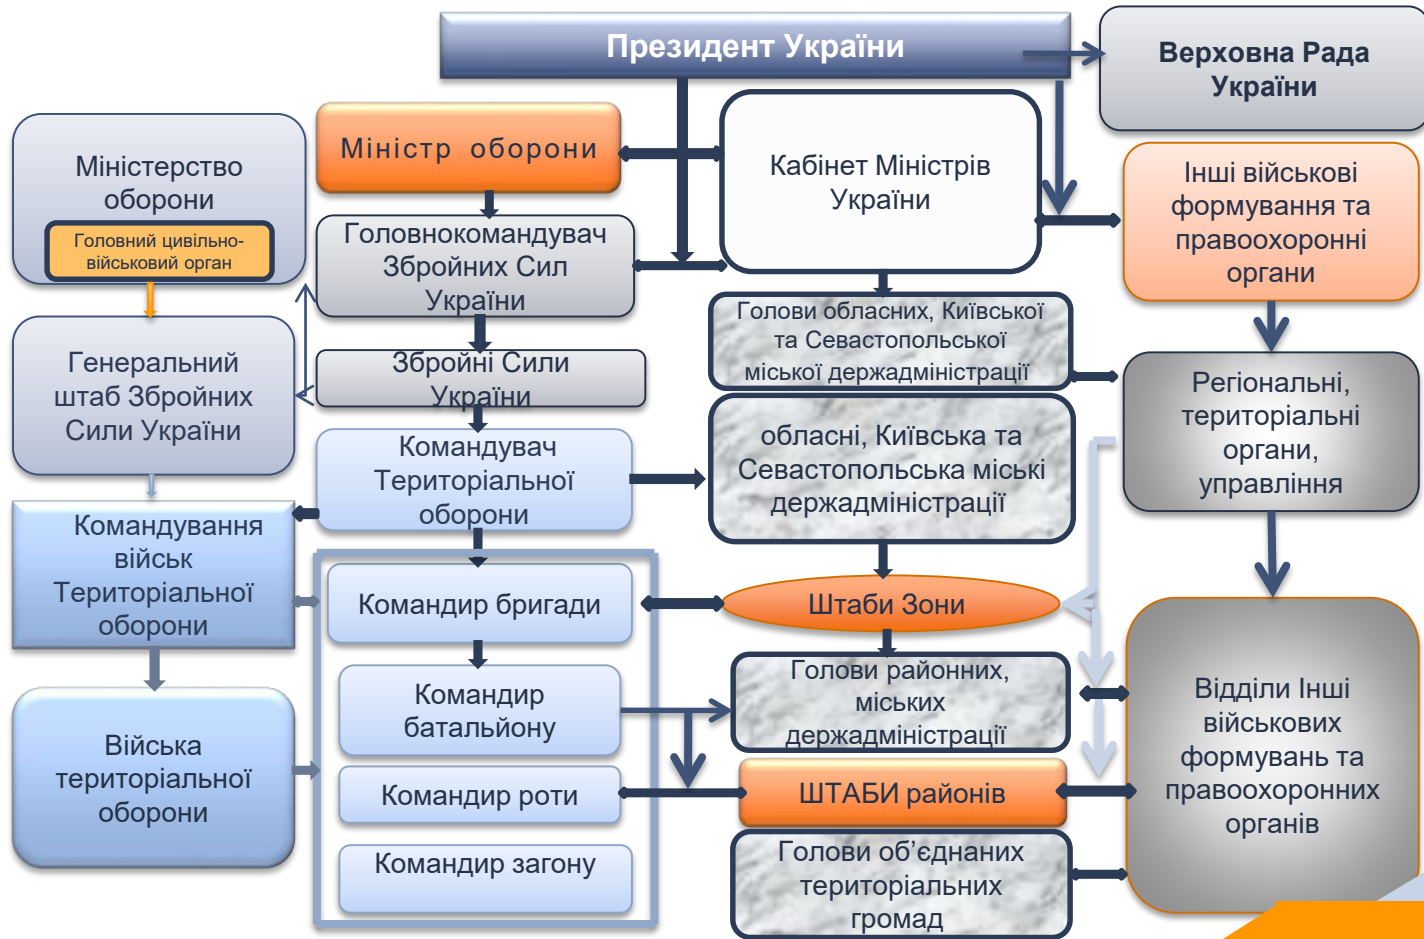 Президент України
Верховна Рада
України
Міністерство
оборони
Головний цивільно-
військовий орган
Міністр оборони
Кабінет Міністрів
України
Інші військові
формування та
правоохоронні
органи
Головнокомандувач
Збройних Сил
України
Голови обласних, Київської
та Севастопольської
міської держадміністрації
Генеральний
штаб Збройних
Сили України
Збройні Сили
України
Регіональні,
територіальні
органи,
управління
Командувач
Територіальної
оборони
обласні, Київська та
Севастопольська міські
держадміністрації
Командування
військ
Територіальної
оборони
Командир бригади
Штаби Зони
Командир
батальйону
Голови районних,
міських
держадміністрації
Відділи Інші
військових
формувань та
правоохоронних
органів
Війська
територіальної
оборони
Командир роти
ШТАБИ районів
Командир загону
Голови об’єднаних
територіальних
громад